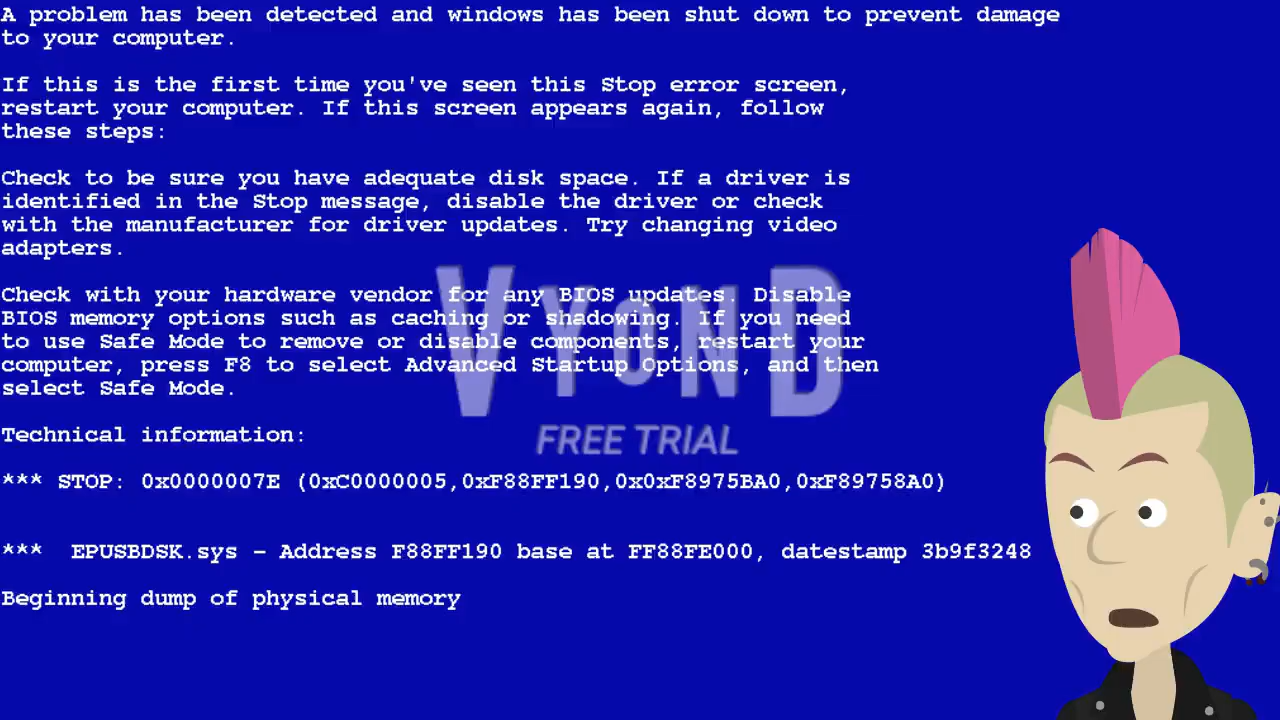 A problem has been detected and windows has been shut down to prevent damage
to your computer.
If this is the first time you've seen this Stop error screen,
restart your computer. If this screen appears again, follow
these steps:
Check to be sure you have adequate disk space. If a driver is
identified in the Stop message, disable the driver or check
with the manufacturer for driver updates. Try changing video
adapters.
Check with your hardware vendor for any BIOS updates. Disable
BIOS memory options such as caching or shadowing. If you need
to use Safe Mode to remove or disable components, restart your
computer, press F8 to select Advanced Startup Options, and then
select Safe Mode.
VYOND
FREE TRIAL
Technical information:
*** STOP: 0x0000007E (0xC0000005,0xF88FF190,0x0xF8975BA0,0xF89758A0)
*** EPUSBDSK.sys – Address F88FF190 base at FF88FE000, datestamp 3b9f3248
Beginning dump of physical memory